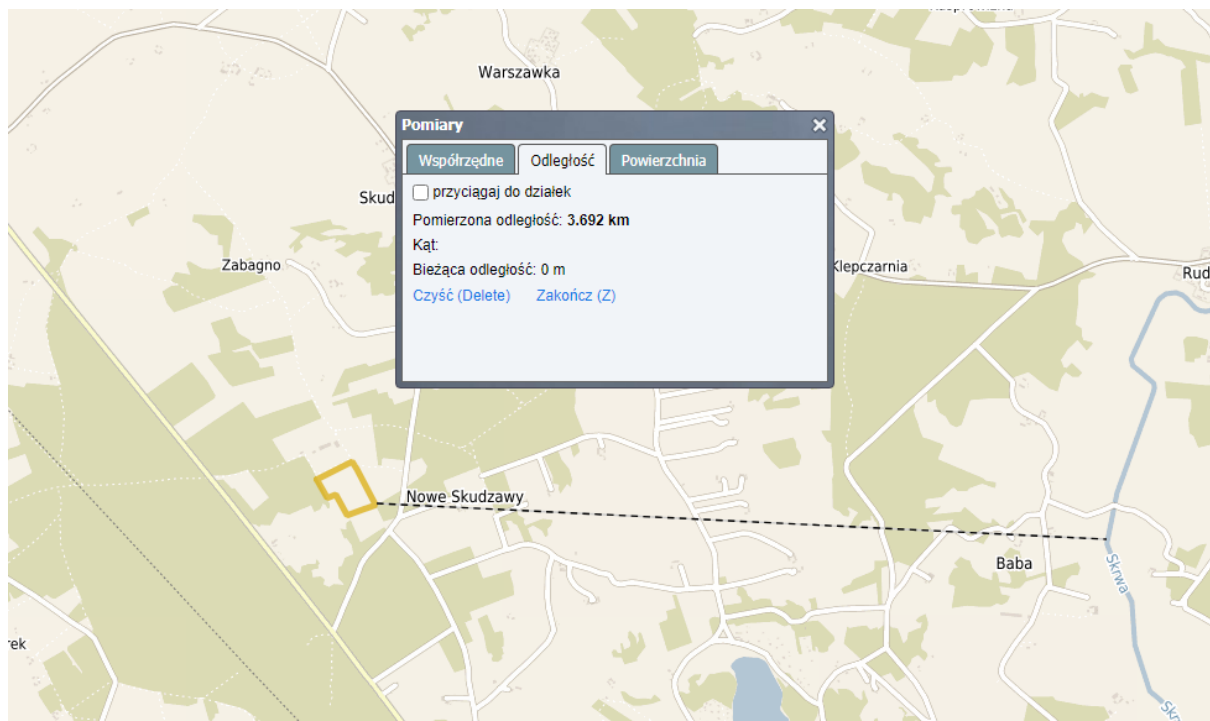 Warszawka
Pomiary
Współrzędne
Odległość
Powierzchnia
przyciągaj do działek
Pomierzona odległość: 3.692 km
Kąt:
Bieżąca odległość: 0 m
Czyść (Delete) Zakończ (Z)
Skud
Zabagno
Klepczarnia
Rud
Nowe Skudzawy
Baba
Skrwa
rek
Skr